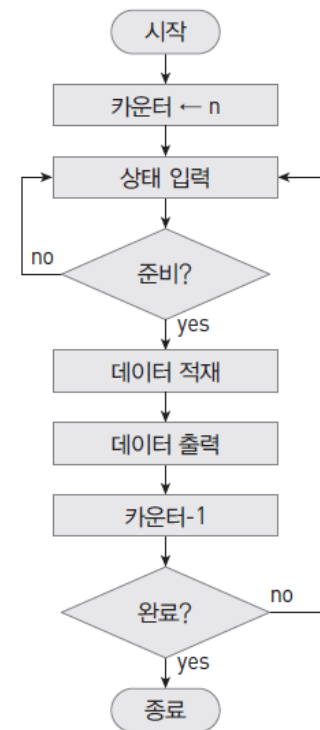 시작
카운터 ← n
상태 입력
no
준비?
yes
데이터 적재
데이터 출력
카운터-1
완료?
no
yes
종료